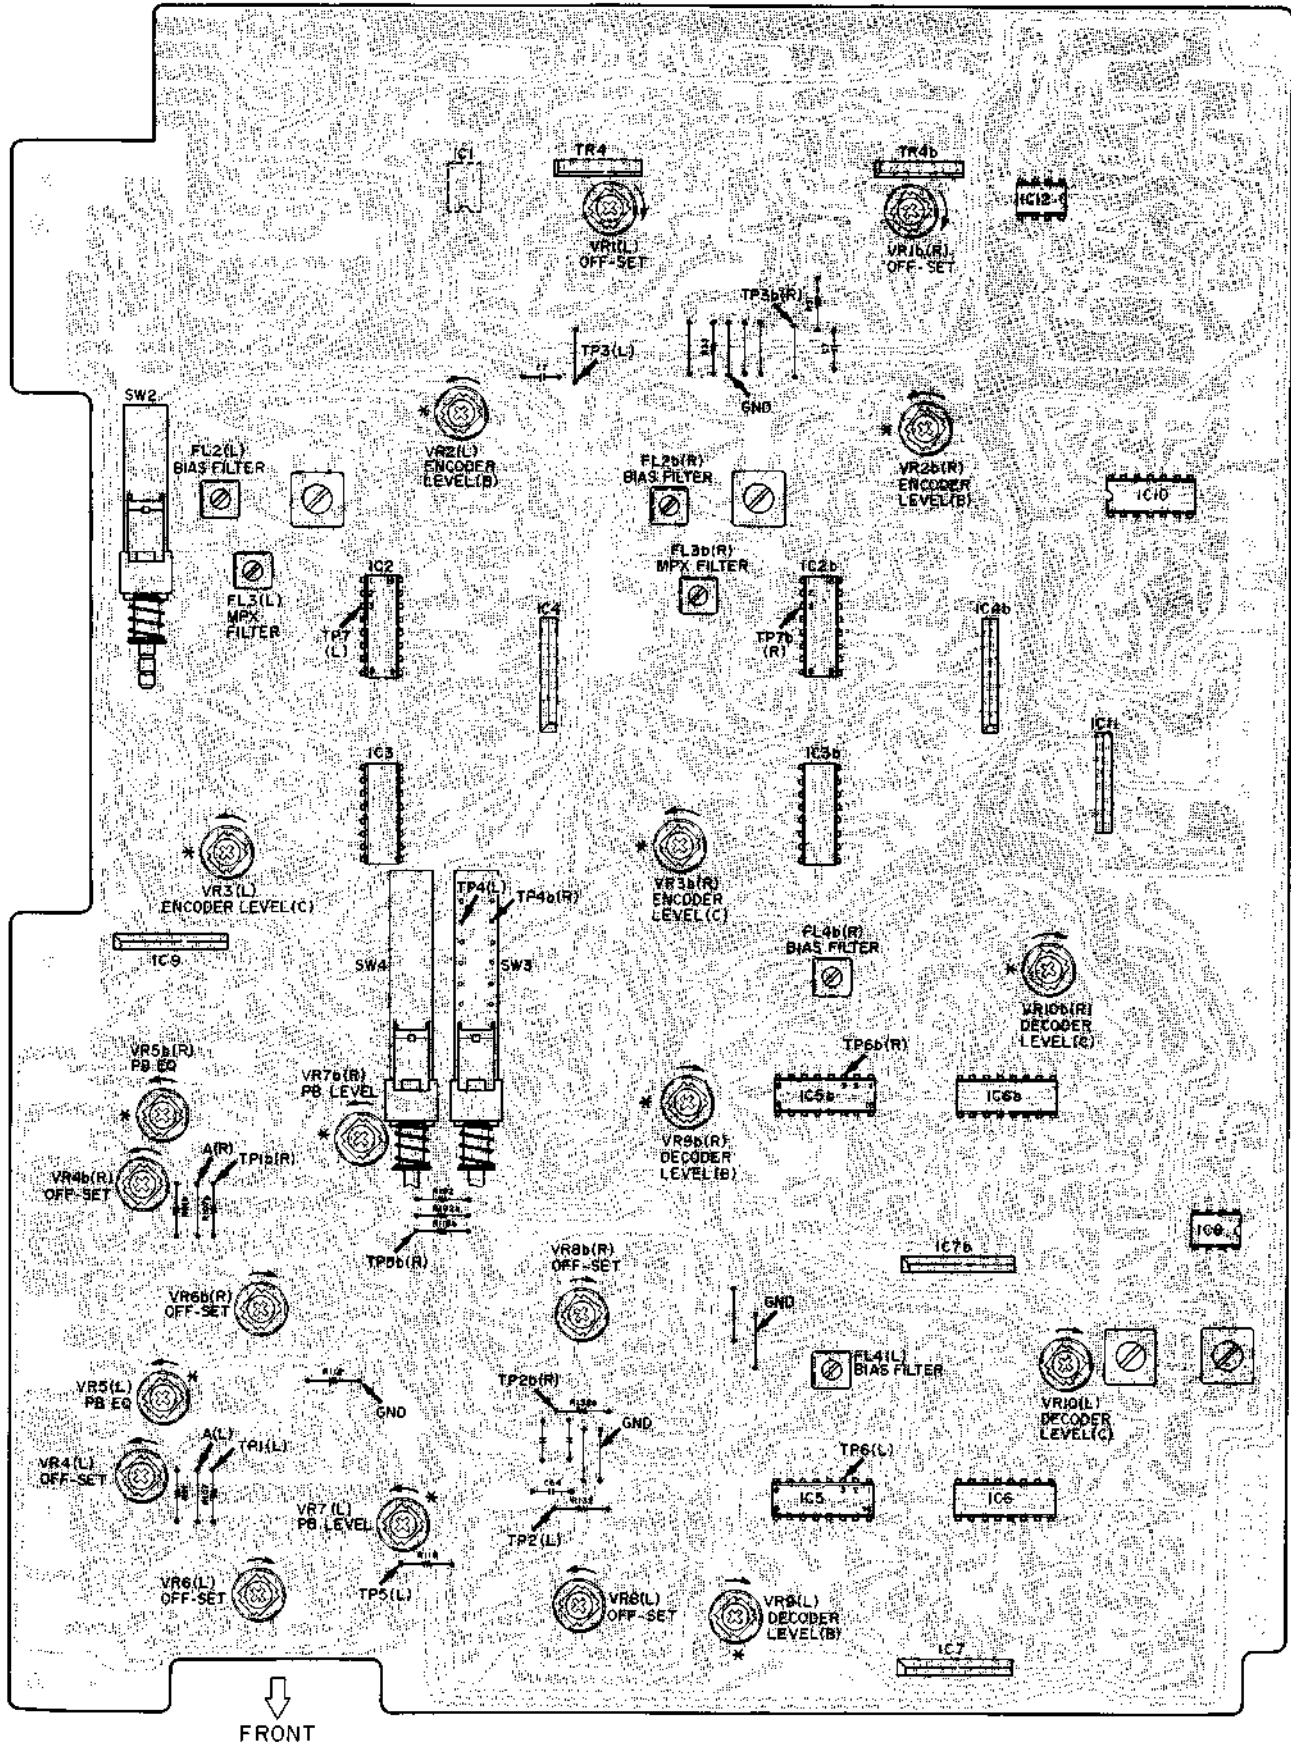 IC1
TR4
TR4b
IC12
VR1(L)
OFF-SET
VR1b(R)
OFF-SET
TP3b(R)
TP3(L)
GND
SW2
VR2(L)
ENCODER
LEVEL(B)
VR2b(R)
ENCODER
LEVEL(B)
FL2(L)
BIAS FILTER
FL2b(R)
BIAS FILTER
IC10
FL3b(R)
MPX FILTER
FL3(L)
MPX
FILTER
IC2
IC2b
TP7
(L)
IC4
TP7b
(R)
IC4b
IC11
IC3
IC3b
VR3(L)
ENCODER LEVEL(C)
TP4(L)
TP4b(R)
VR3b(R)
ENCODER
LEVEL(C)
IC9
SW4
SW3
FL4b(R)
BIAS FILTER
VR10b(R)
DECODER
LEVEL(C)
VR5b(R)
PB EQ
VR7b(R)
PB LEVEL
TP6b(R)
IC5b
IC6b
VR9b(R)
DECODER
LEVEL(B)
A(R)
TP1b(R)
VR4b(R)
OFF-SET
TP5b(R)
IC8
IC7b
VR8b(R)
OFF-SET
VR6b(R)
OFF-SET
GND
FL4(L)
BIAS FILTER
VR5(L)
PB EQ
GND
TP2b(R)
GND
VR10(L)
DECODER
LEVEL(C)
A(L)
TP1(L)
VR4(L)
OFF-SET
C64
TP6(L)
IC5
IC6
VR7(L)
PB LEVEL
TP2(L)
R118
TP5(L)
VR6(L)
OFF-SET
VR8(L)
OFF-SET
VR9(L)
DECODER
LEVEL(B)
IC7
FRONT